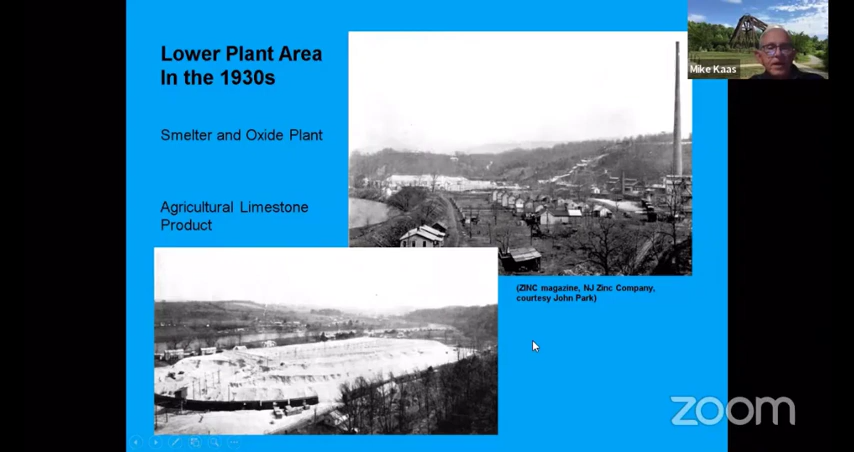 Lower Plant Area
In the 1930s
Mike Kaas
Smelter and Oxide Plant
Agricultural Limestone
Product
(ZINC magazine, NJ Zinc Company,
courtesy John Park)
zoom